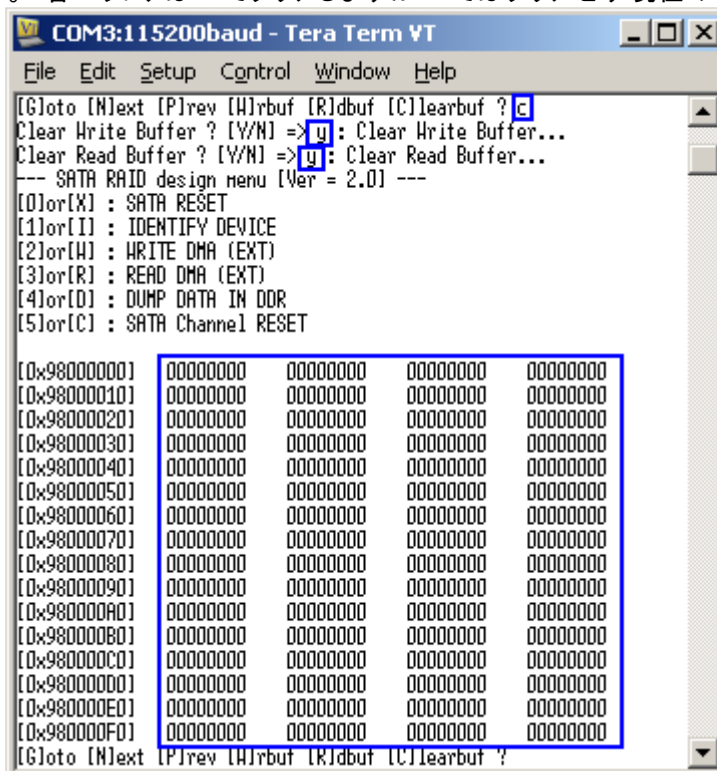 COM3:115200baud - Tera Term VT
File Edit Setup Control Window Help
[G]oto [N]ext [P]rev [W]rbuf [R]dbuf [C]learbuf ? c
Clear Write Buffer ? [Y/N] => y : Clear Write Buffer...
Clear Read Buffer ? [Y/N] => y : Clear Read Buffer...
--- SATA RAID design menu [Ver = 2.0] ---
[0]or[X] : SATA RESET
[1]or[I] : IDENTIFY DEVICE
[2]or[W] : WRITE DMA (EXT)
[3]or[R] : READ DMA (EXT)
[4]or[D] : DUMP DATA IN DDR
[5]or[C] : SATA Channel RESET
[0x98000000] 00000000 00000000 00000000 00000000
[0x98000010] 00000000 00000000 00000000 00000000
[0x98000020] 00000000 00000000 00000000 00000000
[0x98000030] 00000000 00000000 00000000 00000000
[0x98000040] 00000000 00000000 00000000 00000000
[0x98000050] 00000000 00000000 00000000 00000000
[0x98000060] 00000000 00000000 00000000 00000000
[0x98000070] 00000000 00000000 00000000 00000000
[0x98000080] 00000000 00000000 00000000 00000000
[0x98000090] 00000000 00000000 00000000 00000000
[0x980000A0] 00000000 00000000 00000000 00000000
[0x980000B0] 00000000 00000000 00000000 00000000
[0x980000C0] 00000000 00000000 00000000 00000000
[0x980000D0] 00000000 00000000 00000000 00000000
[0x980000E0] 00000000 00000000 00000000 00000000
[0x980000F0] 00000000 00000000 00000000 00000000
[G]oto [N]ext [P]rev [W]rbuf [R]dbuf [C]learbuf ?